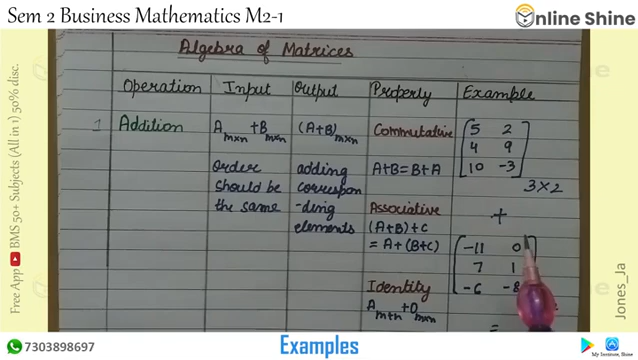 Sem 2 Business Mathematics M2-1
Online Shine
Algebra of Matrices
Operation Input Output Property Example
1 Addition
A m×n + B m×n
(A+B) m×n
Order should be the same
adding
correspon
-ding
elements
Commutative
A+B = B+A
Associative
(A+B)+C
= A+(B+C)
Identity
A m+n + O m×n
5 2
4 9
10 -3
3×2
+
-11 0
7 1
-6 -8
=
Free App BMS 50+ Subjects (All in 1) 50% disc.
Jones_Ja
7303898697
Examples
My Institute, Shine